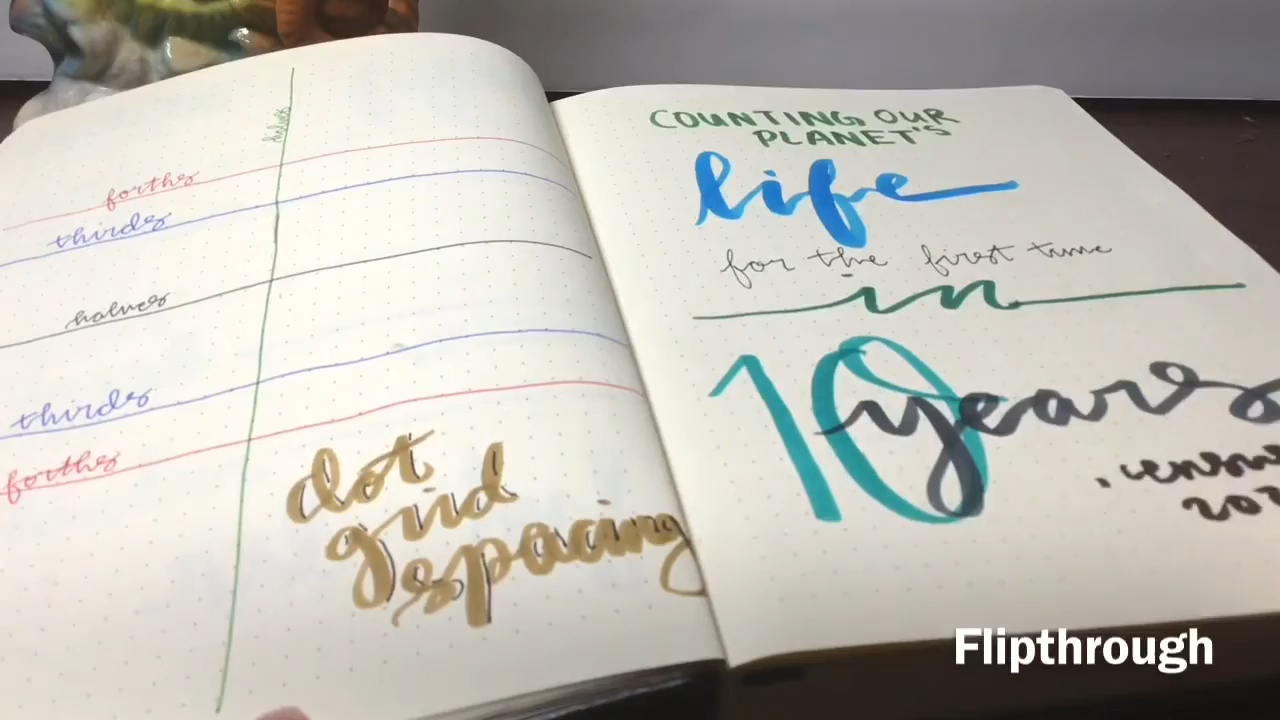 halves
forths
thirds
halves
thirds
forths
dot
grid
spacing
COUNTING OUR
PLANET'S
life
for the first time
in
10 years
Flipthrough